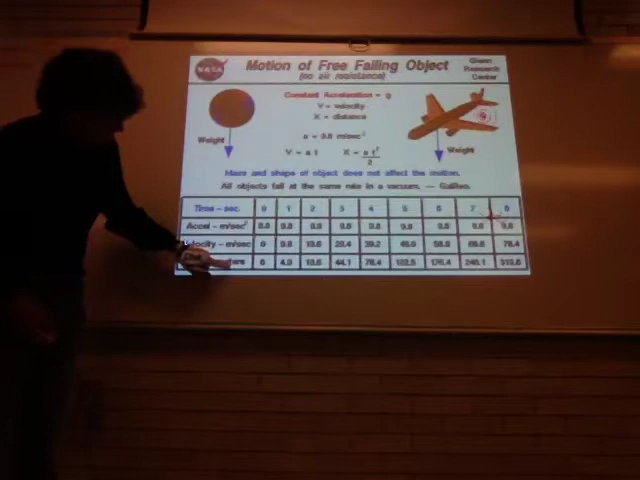 NASA
Motion of Free Falling Object
(no air resistance)
Glenn
Research
Center
Constant Acceleration = g
V = velocity
X = distance
a = 9.8 m/sec²
V = a t X = a t² / 2
Weight
Weight
Mass and shape of object does not affect the motion.
All objects fall at the same rate in a vacuum. — Galileo.
Time – sec. 0 1 2 3 4 5 6 7 8
Accel – m/sec² 9.8 9.8 9.8 9.8 9.8 9.8 9.8 9.8 9.8
Velocity – m/sec 0 9.8 19.6 29.4 39.2 49.0 58.8 68.6 78.4
0 4.9 19.6 44.1 78.4 122.5 176.4 240.1 313.6